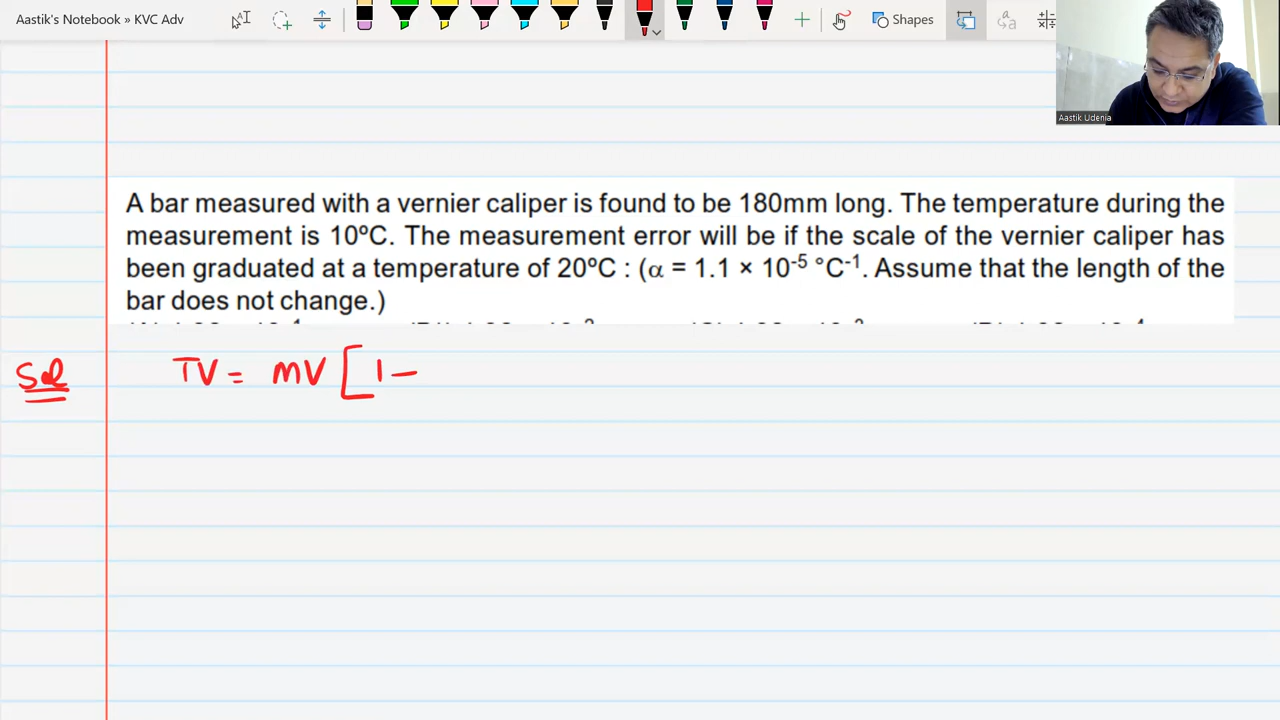 Aastik's Notebook » KVC Adv
Shapes
Aastik Udenia
A bar measured with a vernier caliper is found to be 180mm long. The temperature during the
measurement is 10ºC. The measurement error will be if the scale of the vernier caliper has
been graduated at a temperature of 20ºC : (α = 1.1 × 10⁻⁵ °C⁻¹. Assume that the length of the
bar does not change.)
Sol TV = MV [ 1 –